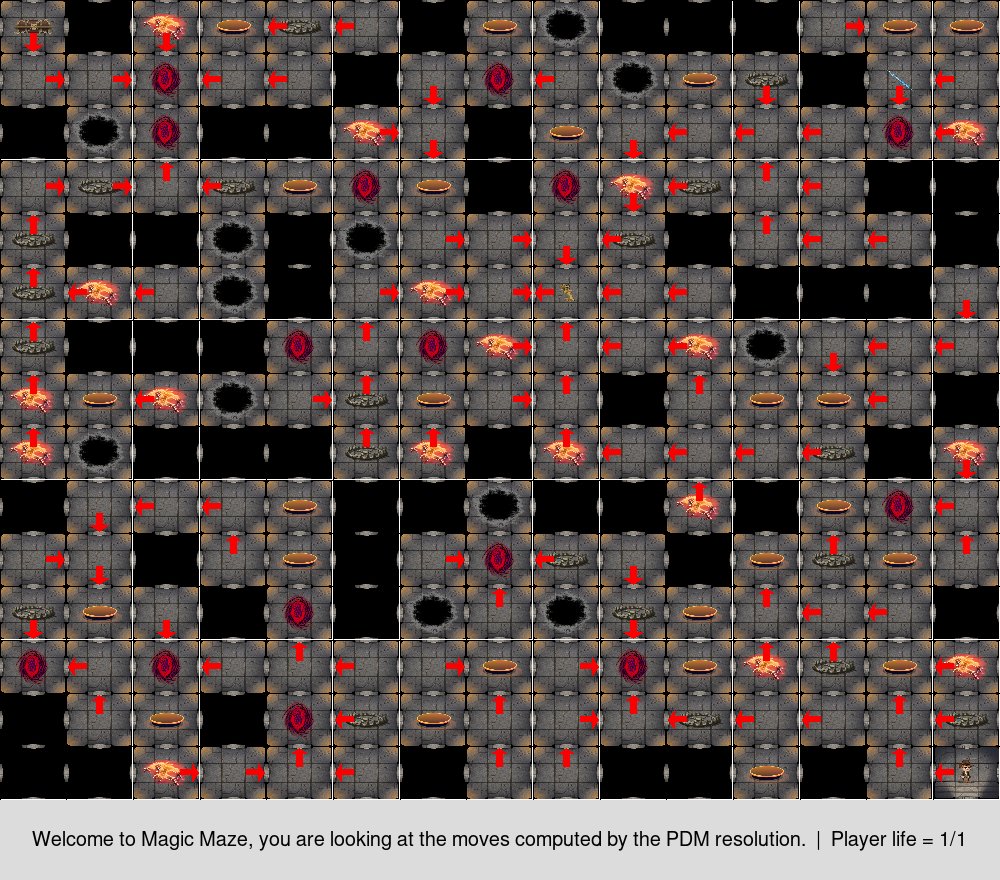 Welcome to Magic Maze, you are looking at the moves computed by the PDM resolution.  |  Player life = 1/1